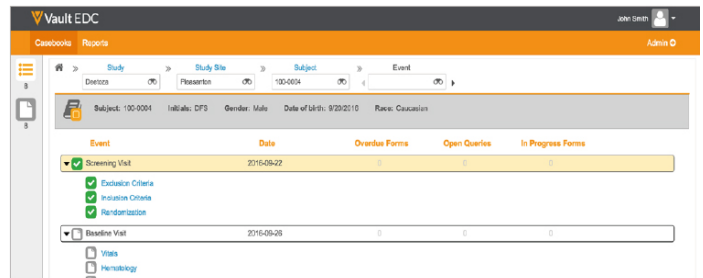 Vault EDC
John Smith
Casebooks Reports
Admin
» Study » Study Site » Subject » Event
Deetoza Pleasanton 100-0004
8
Subject: 100-0004 Initials: DFS Gender: Male Date of birth: 9/20/2016 Race: Caucasian
8
Event Date Overdue Forms Open Queries In Progress Forms
Screening Visit 2016-09-22 0 0 0
Exclusion Criteria
Inclusion Criteria
Randomization
Baseline Visit 2016-09-26 0 0 0
Vitals
Hematology